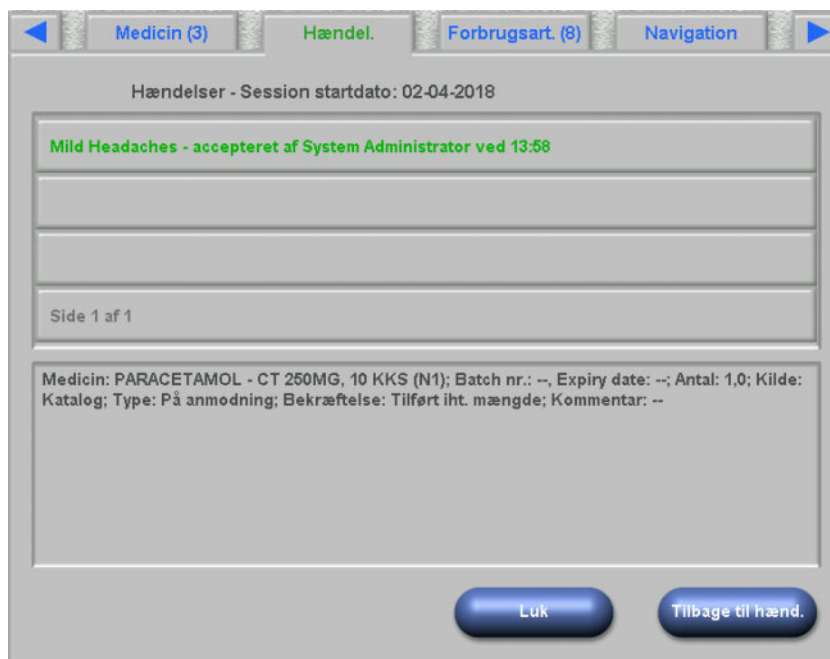 Medicin (3)
Hændel.
Forbrugsart. (8)
Navigation
Hændelser - Session startdato: 02-04-2018
Mild Headaches - accepteret af System Administrator ved 13:58
Side 1 af 1
Medicin: PARACETAMOL - CT 250MG, 10 KKS (N1); Batch nr.: --, Expiry date: --; Antal: 1,0; Kilde:
Katalog; Type: På anmodning; Bekræftelse: Tilført iht. mængde; Kommentar: --
Luk
Tilbage til hænd.